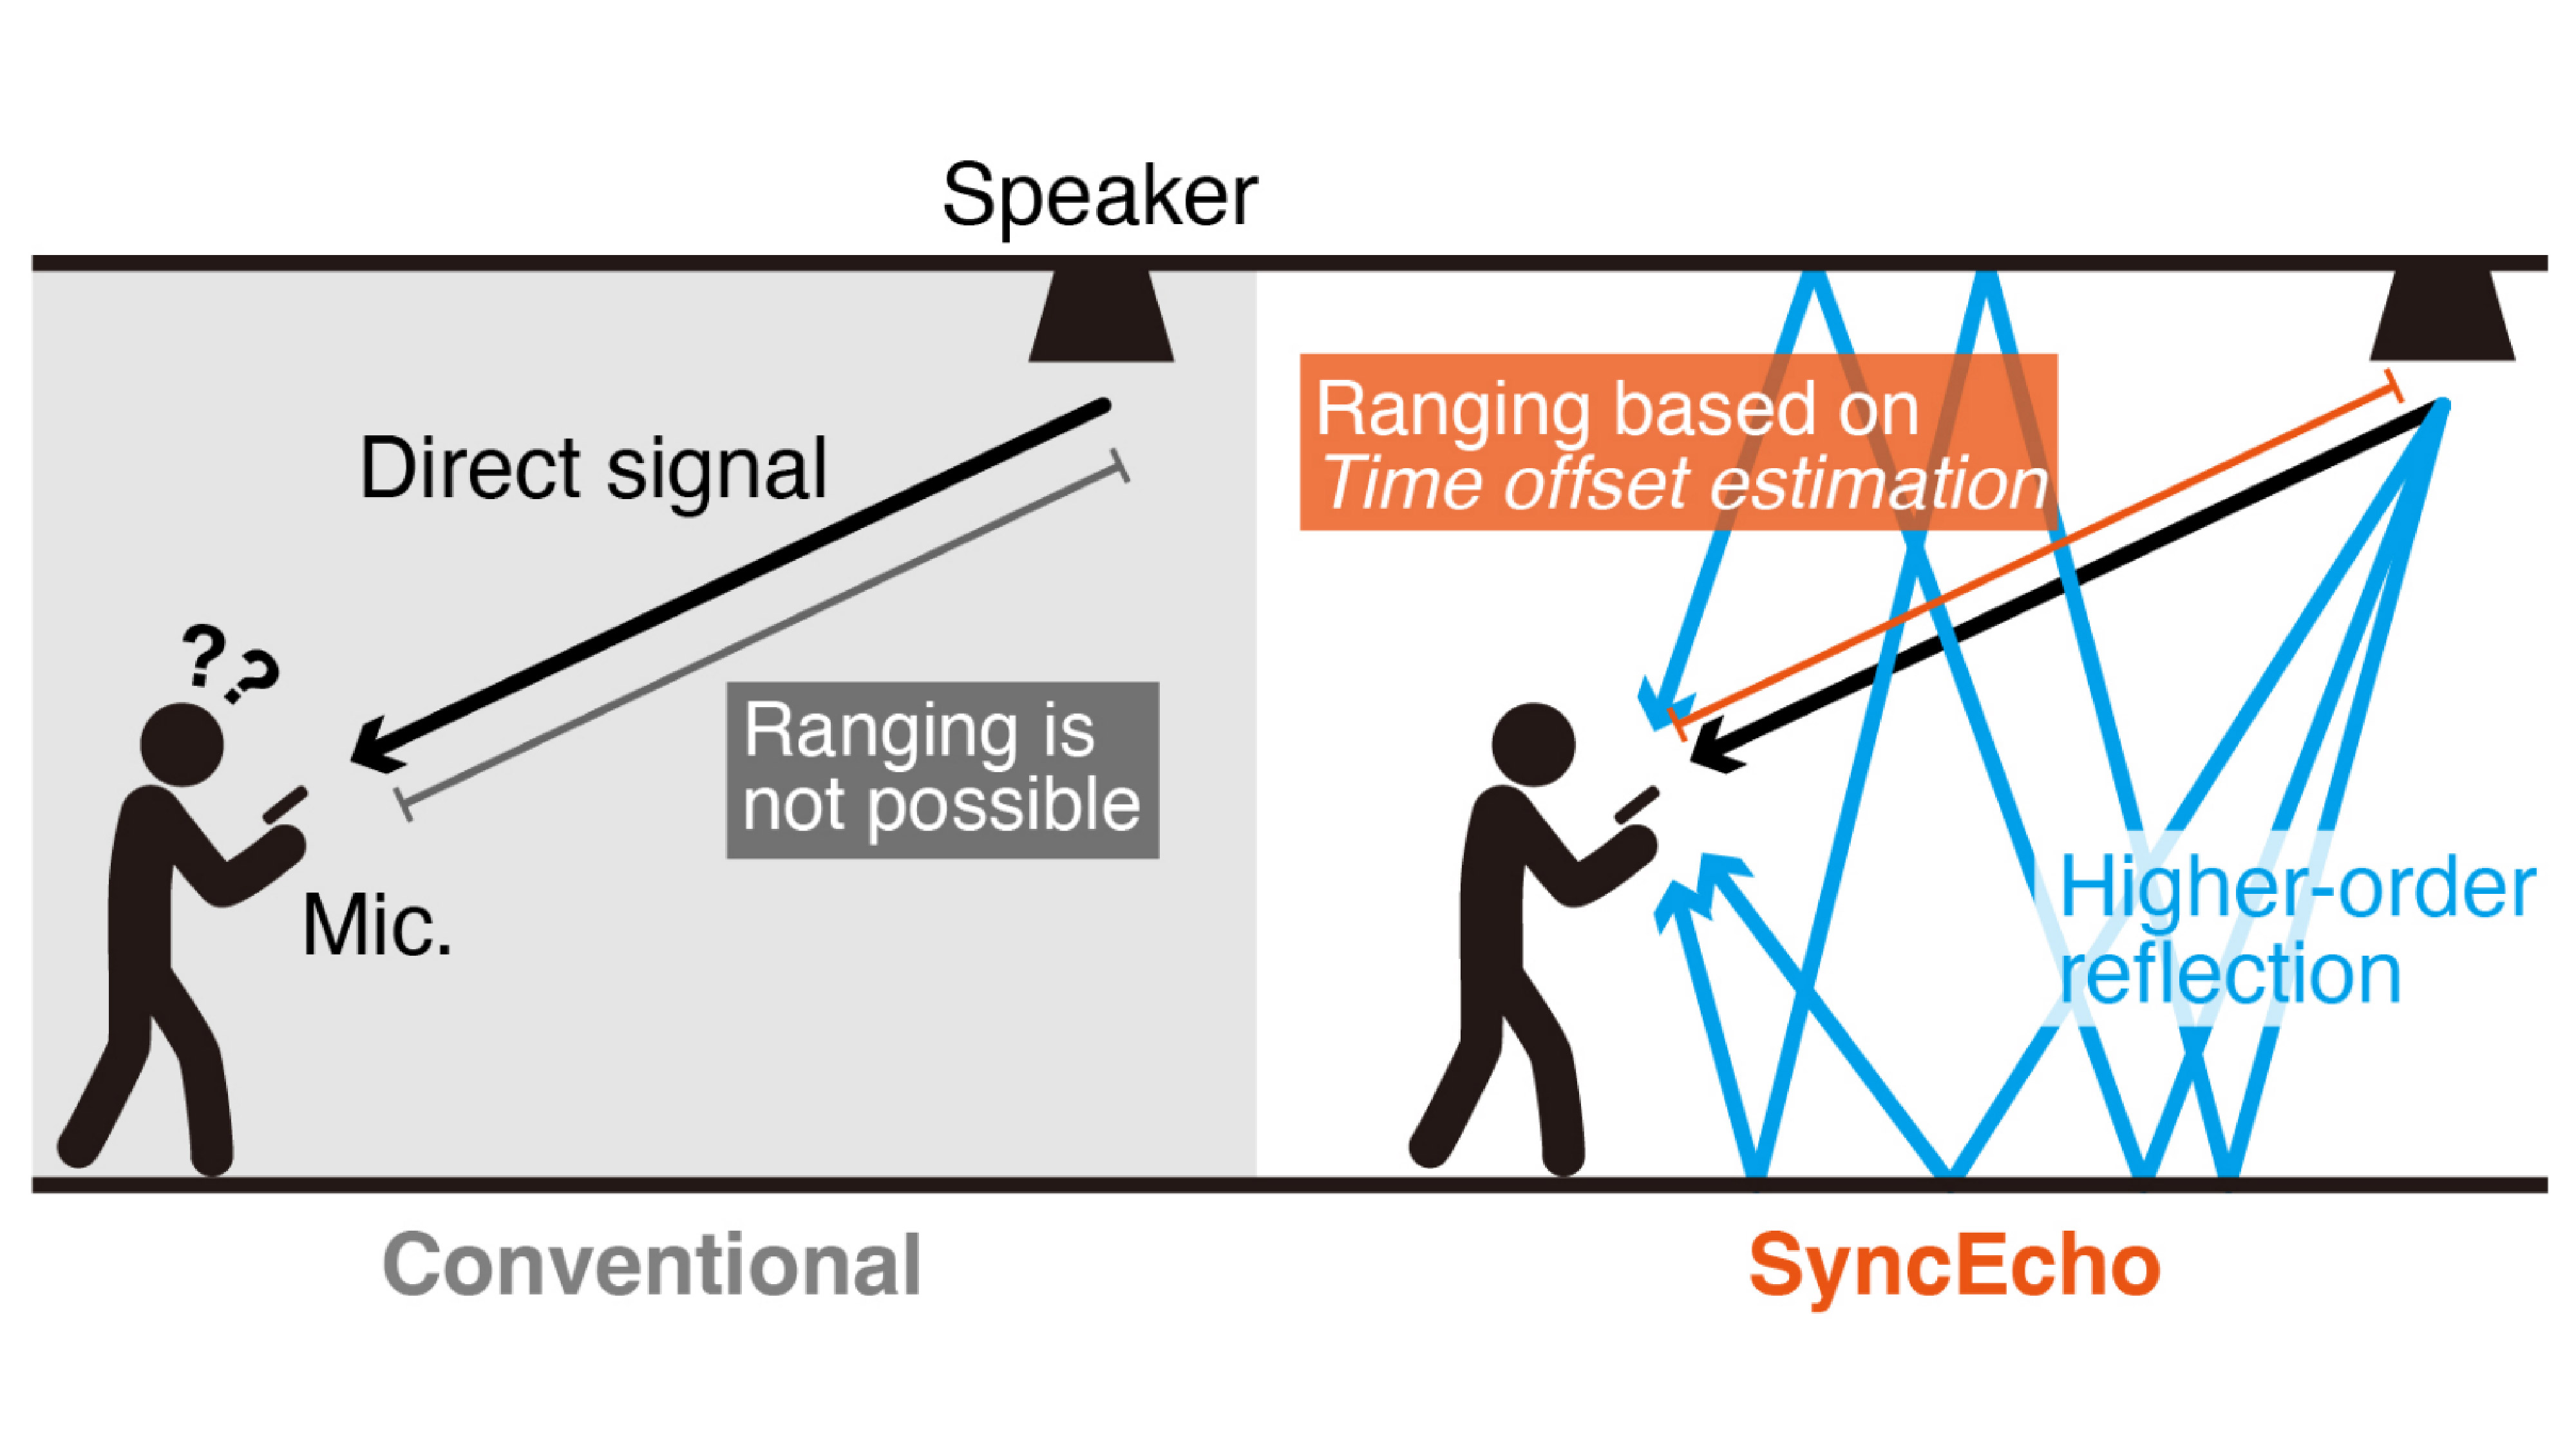 Speaker
Direct signal
??
Ranging is
not possible
Mic.
Conventional
Ranging based on
Time offset estimation
Higher-order
reflection
SyncEcho